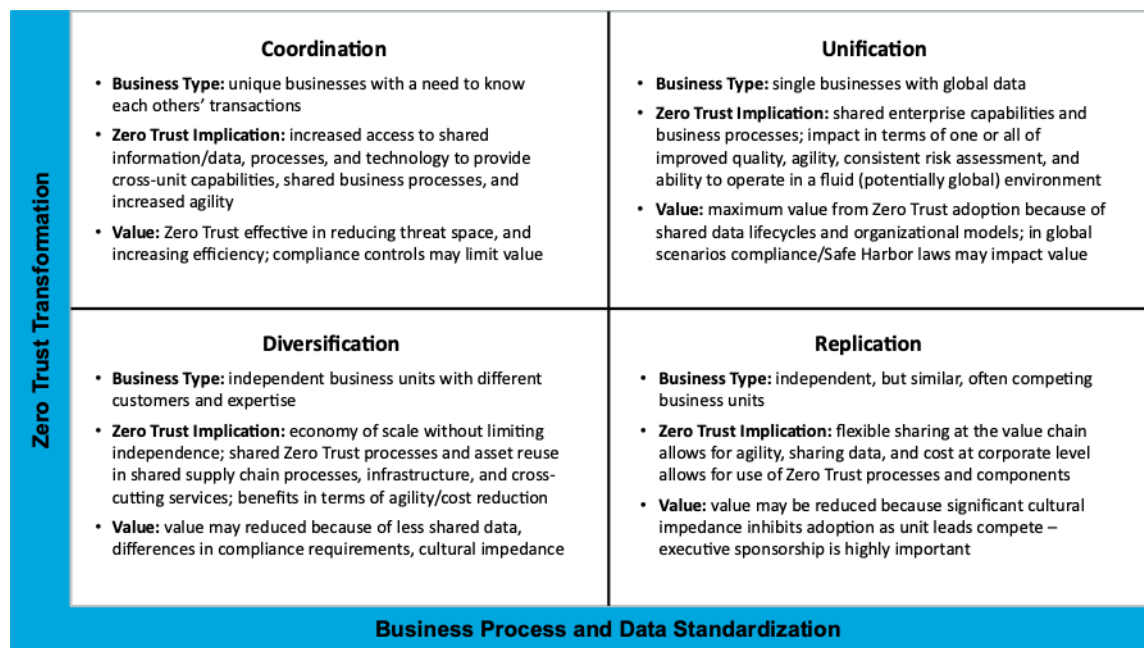 Zero Trust Transformation
Coordination
• Business Type: unique businesses with a need to know
each others’ transactions
• Zero Trust Implication: increased access to shared
information/data, processes, and technology to provide
cross-unit capabilities, shared business processes, and
increased agility
• Value: Zero Trust effective in reducing threat space, and
increasing efficiency; compliance controls may limit value
Unification
• Business Type: single businesses with global data
• Zero Trust Implication: shared enterprise capabilities and
business processes; impact in terms of one or all of
improved quality, agility, consistent risk assessment, and
ability to operate in a fluid (potentially global) environment
• Value: maximum value from Zero Trust adoption because of
shared data lifecycles and organizational models; in global
scenarios compliance/Safe Harbor laws may impact value
Diversification
• Business Type: independent business units with different
customers and expertise
• Zero Trust Implication: economy of scale without limiting
independence; shared Zero Trust processes and asset reuse
in shared supply chain processes, infrastructure, and cross-
cutting services; benefits in terms of agility/cost reduction
• Value: value may reduced because of less shared data,
differences in compliance requirements, cultural impedance
Replication
• Business Type: independent, but similar, often competing
business units
• Zero Trust Implication: flexible sharing at the value chain
allows for agility, sharing data, and cost at corporate level
allows for use of Zero Trust processes and components
• Value: value may be reduced because significant cultural
impedance inhibits adoption as unit leads compete –
executive sponsorship is highly important
Business Process and Data Standardization